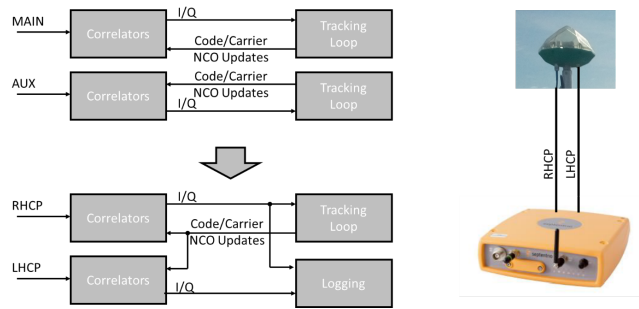 MAIN
Correlators
I/Q
Code/Carrier
NCO Updates
Tracking
Loop
AUX
Correlators
Code/Carrier
NCO Updates
I/Q
Tracking
Loop
RHCP
Correlators
I/Q
Code/Carrier
NCO Updates
Tracking
Loop
LHCP
Correlators
I/Q
Logging
RHCP
LHCP